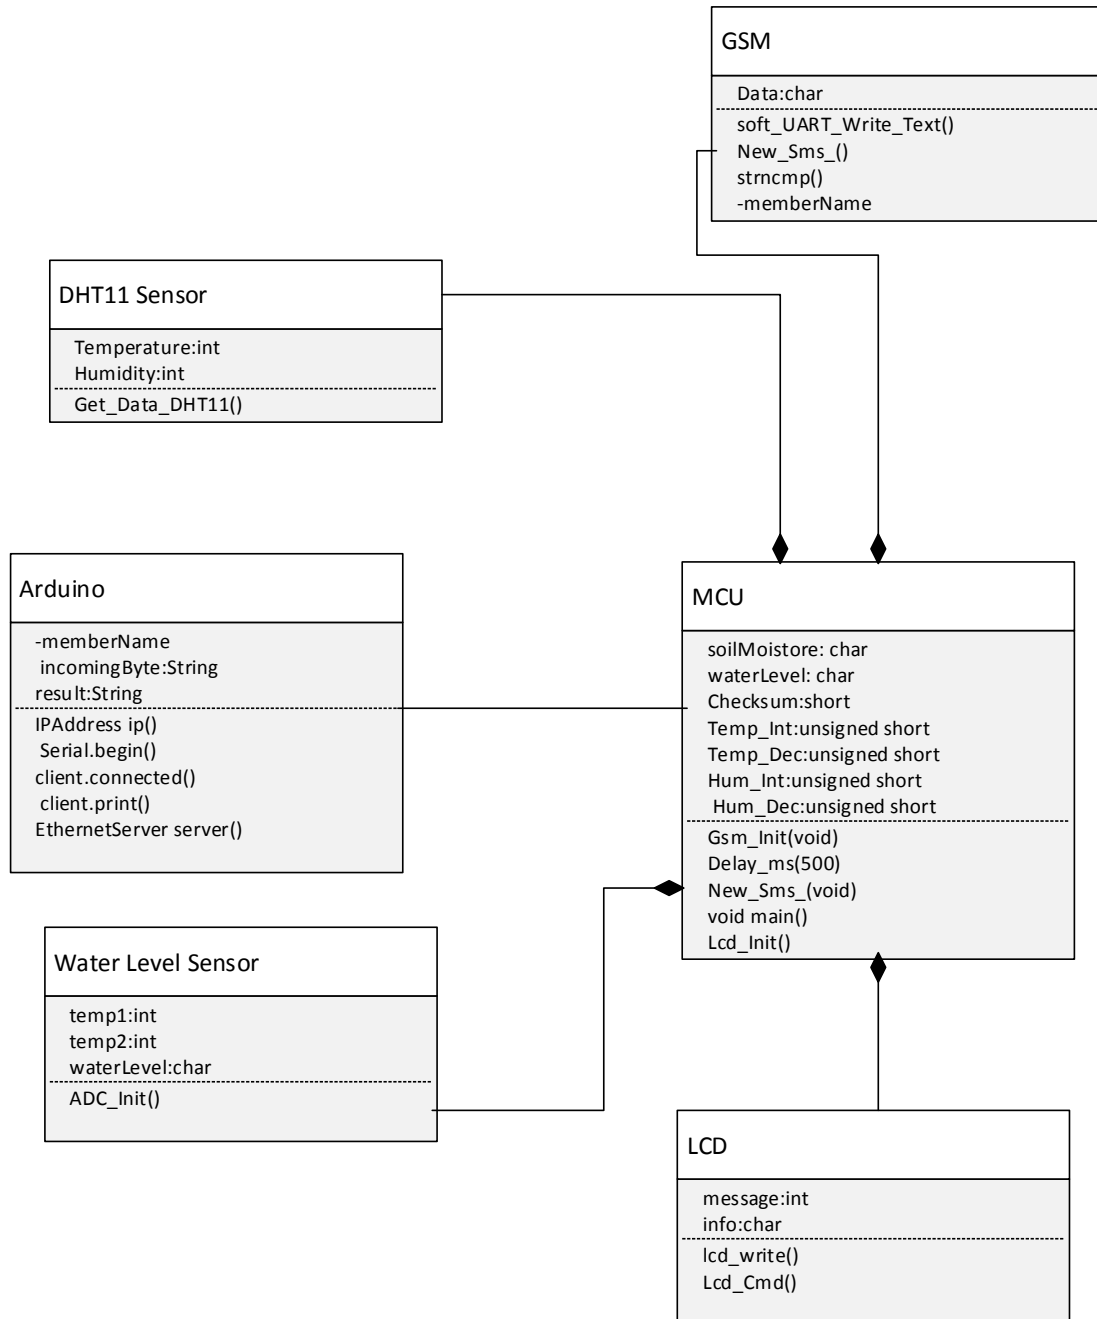 GSM
Data:char
soft_UART_Write_Text()
New_Sms_()
strncmp()
-memberName
DHT11 Sensor
Temperature:int
Humidity:int
Get_Data_DHT11()
Arduino
-memberName
incomingByte:String
result:String
IPAddress ip()
Serial.begin()
client.connected()
client.print()
EthernetServer server()
MCU
soilMoistore: char
waterLevel: char
Checksum:short
Temp_Int:unsigned short
Temp_Dec:unsigned short
Hum_Int:unsigned short
Hum_Dec:unsigned short
Gsm_Init(void)
Delay_ms(500)
New_Sms_(void)
void main()
Lcd_Init()
Water Level Sensor
temp1:int
temp2:int
waterLevel:char
ADC_Init()
LCD
message:int
info:char
lcd_write()
Lcd_Cmd()